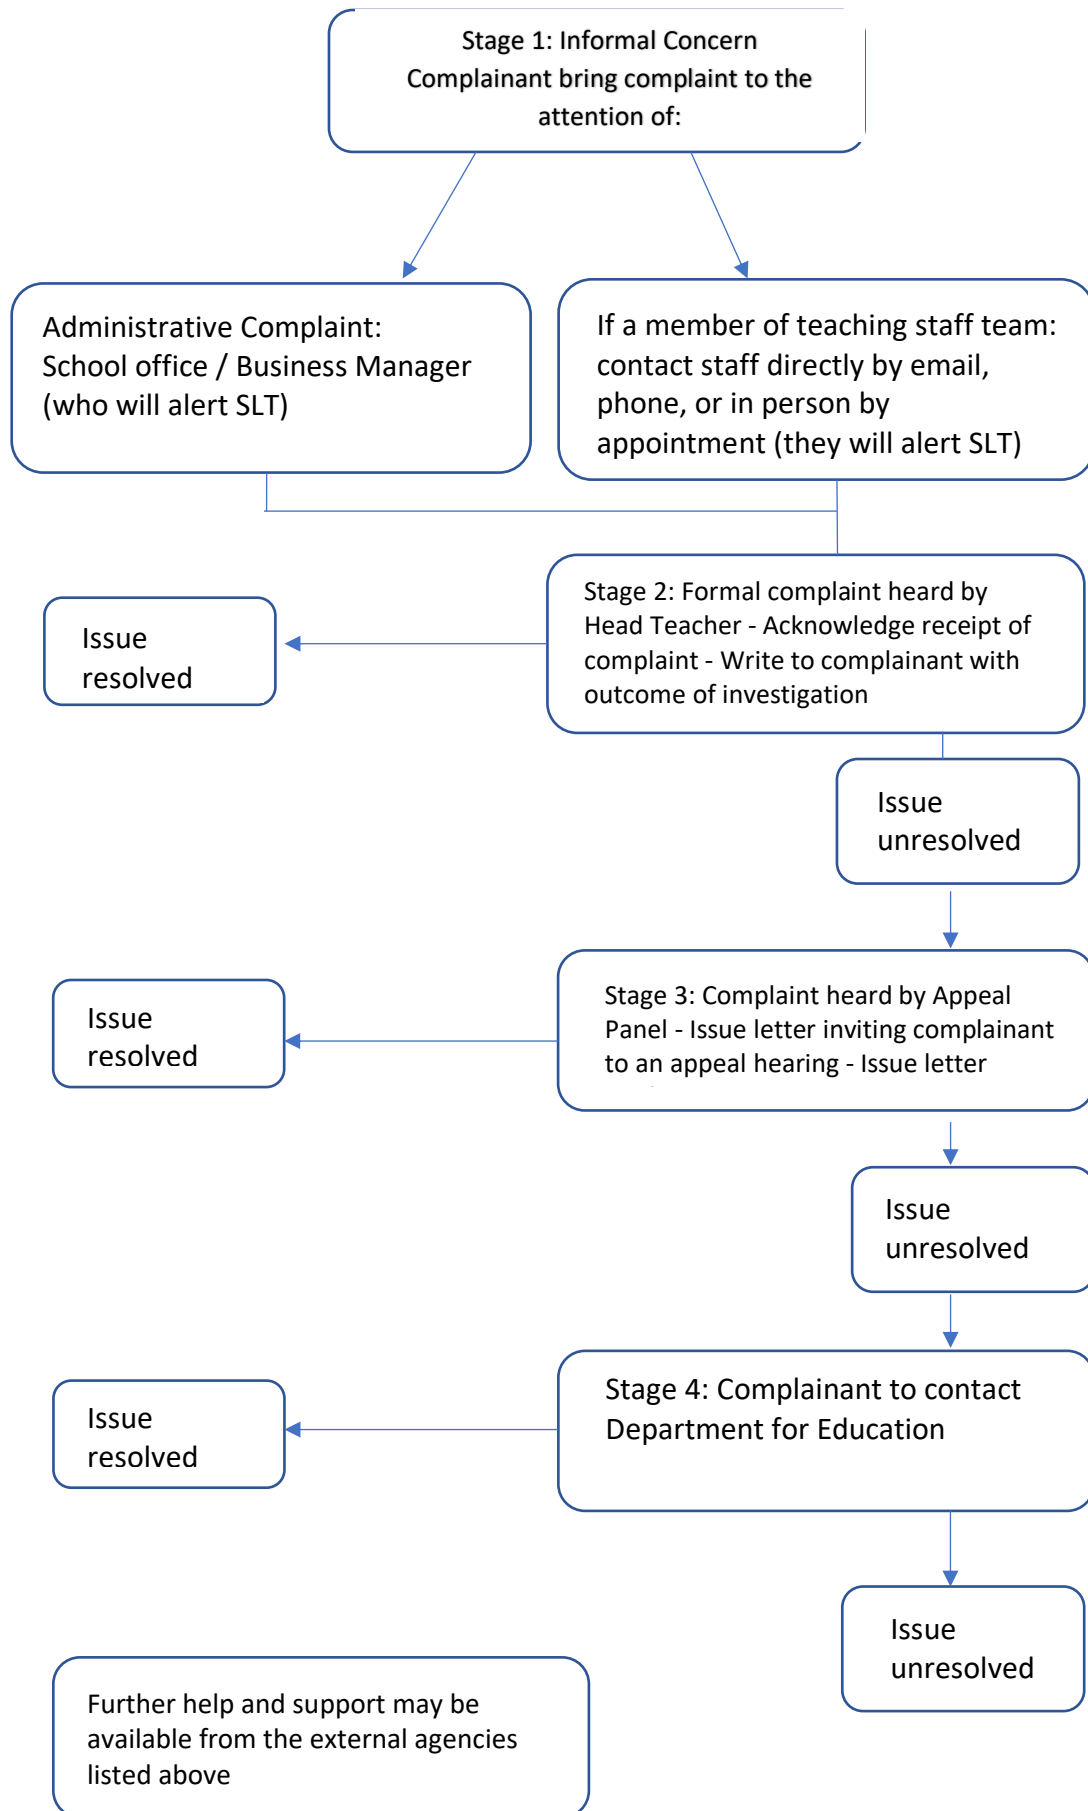 Stage 1: Informal Concern
Complainant bring complaint to the
attention of:
Administrative Complaint:
School office / Business Manager
(who will alert SLT)
If a member of teaching staff team:
contact staff directly by email,
phone, or in person by
appointment (they will alert SLT)
Stage 2: Formal complaint heard by
Head Teacher - Acknowledge receipt of
complaint - Write to complainant with
outcome of investigation
Issue
resolved
Issue
unresolved
Stage 3: Complaint heard by Appeal
Panel - Issue letter inviting complainant
to an appeal hearing - Issue letter
Issue
resolved
Issue
unresolved
Stage 4: Complainant to contact
Department for Education
Issue
resolved
Issue
unresolved
Further help and support may be
available from the external agencies
listed above